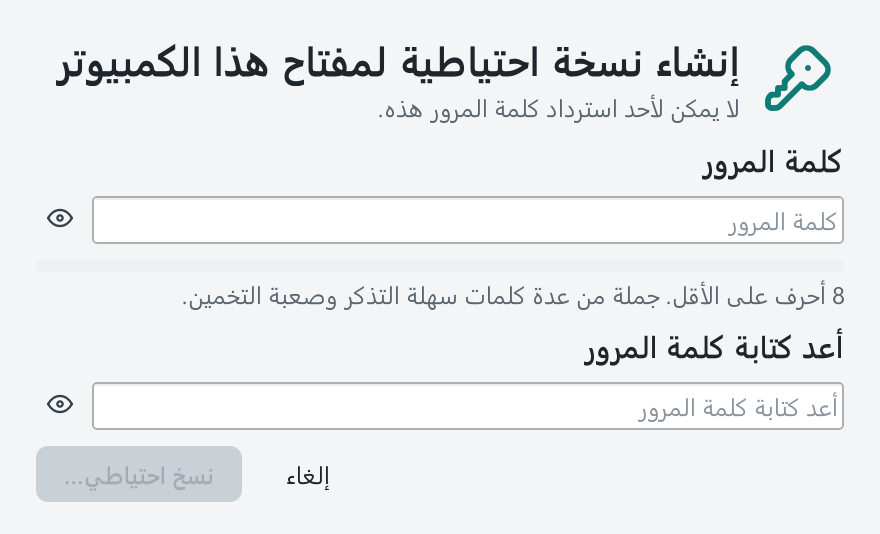 إنشاء نسخة احتياطية لمفتاح هذا الكمبيوتر
لا يمكن لأحد استرداد كلمة المرور هذه.
كلمة المرور
كلمة المرور
8 أحرف على الأقل. جملة من عدة كلمات سهلة التذكر وصعبة التخمين.
أعد كتابة كلمة المرور
أعد كتابة كلمة المرور
إلغاء
نسخ احتياطي...